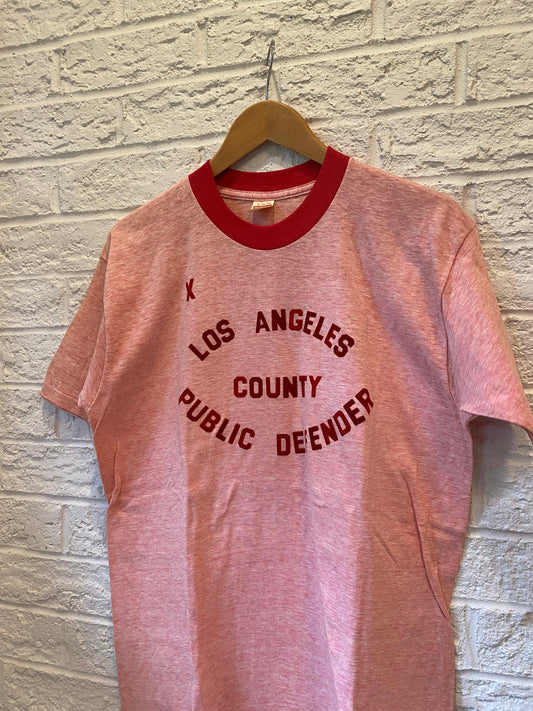 K
LOS ANGELES
COUNTY
PUBLIC DEFENDER